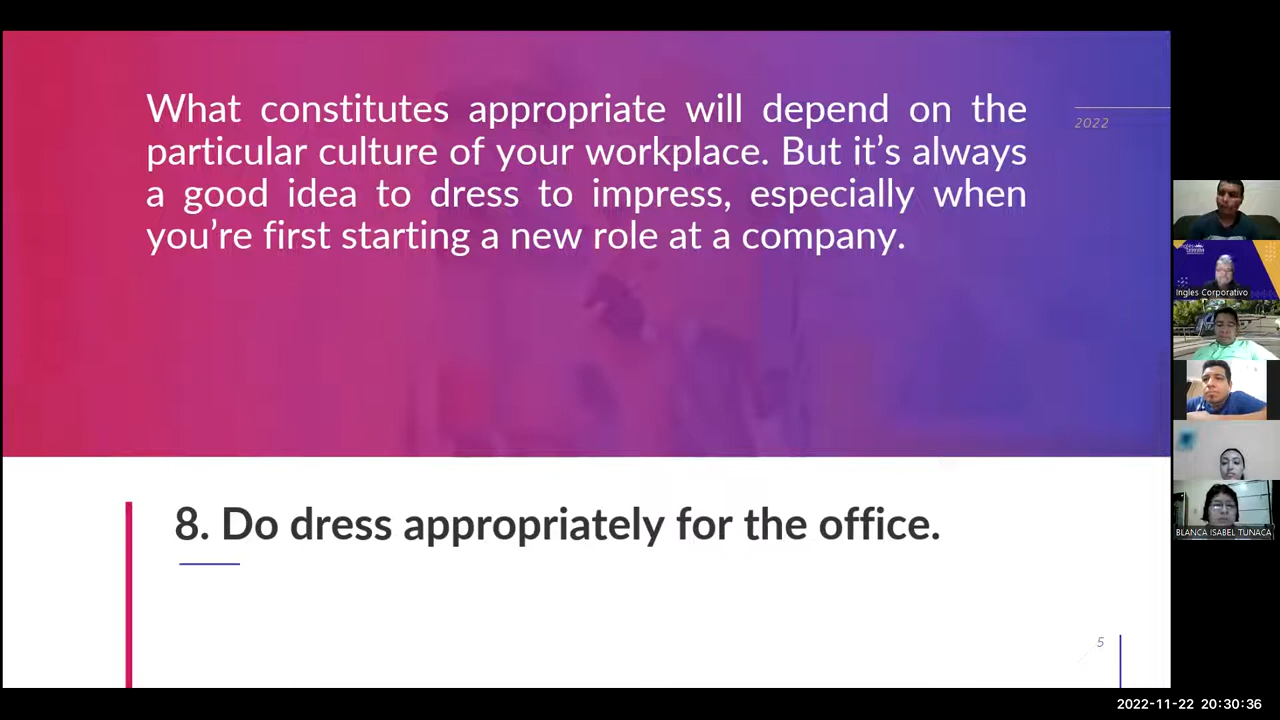 What constitutes appropriate will depend on the
particular culture of your workplace. But it’s always
a good idea to dress to impress, especially when
you’re first starting a new role at a company.
2022
8. Do dress appropriately for the office.
5
Ingles Corporativo
BLANCA ISABEL TUNACA
2022-11-22 20:30:36